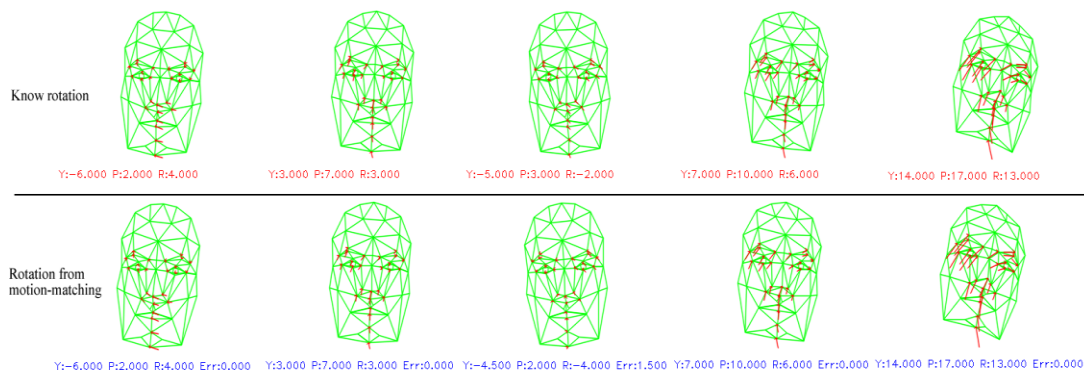 Know rotation
Y:-6.000 P:2.000 R:4.000
Y:3.000 P:7.000 R:3.000
Y:-5.000 P:3.000 R:-2.000
Y:7.000 P:10.000 R:6.000
Y:14.000 P:17.000 R:13.000
Rotation from
motion-matching
Y:-6.000 P:2.000 R:4.000 Err:0.000
Y:3.000 P:7.000 R:3.000 Err:0.000
Y:-4.500 P:2.000 R:-4.000 Err:1.500
Y:7.000 P:10.000 R:6.000 Err:0.000
Y:14.000 P:17.000 R:13.000 Err:0.000